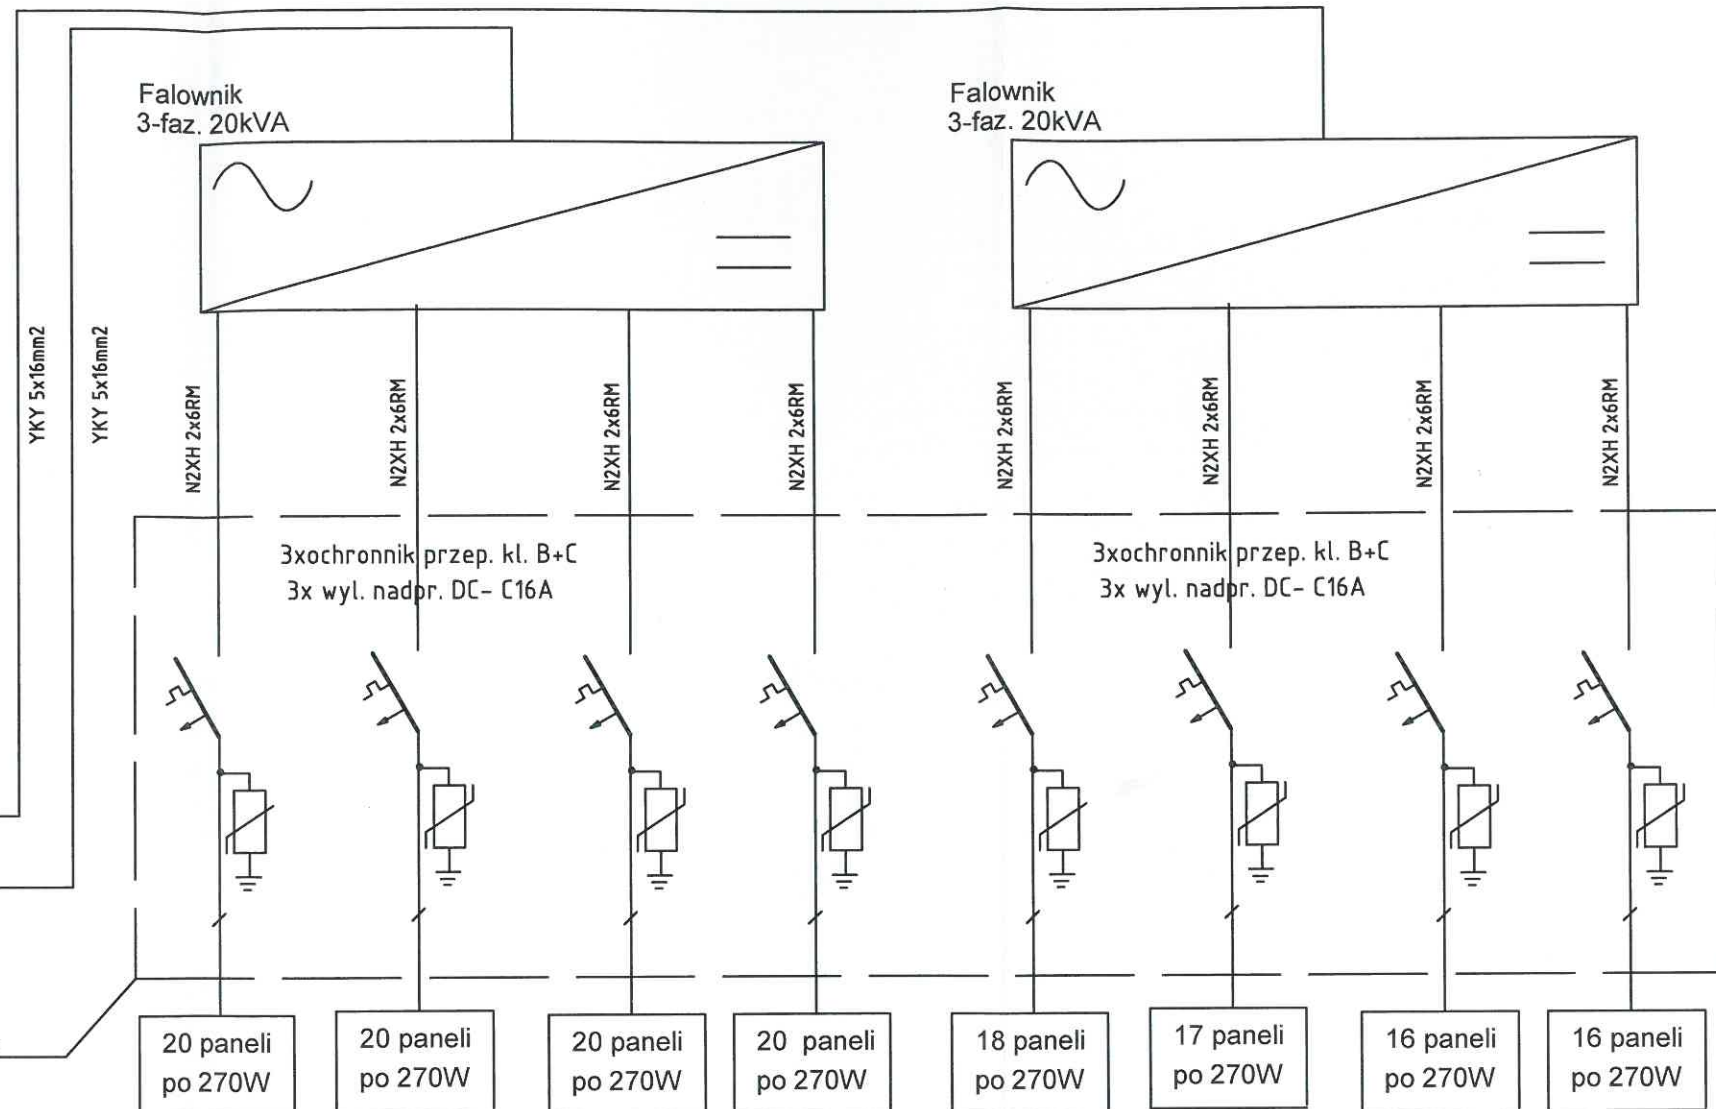 Falownik
3-faz. 20kVA
Falownik
3-faz. 20kVA
YKY 5x16mm2
YKY 5x16mm2
N2XH 2x6RM
N2XH 2x6RM
N2XH 2x6RM
N2XH 2x6RM
N2XH 2x6RM
N2XH 2x6RM
N2XH 2x6RM
N2XH 2x6RM
3xochronnik przep. kl. B+C
3x wyl. nadpr. DC- C16A
3xochronnik przep. kl. B+C
3x wyl. nadpr. DC- C16A
20 paneli
po 270W
20 paneli
po 270W
20 paneli
po 270W
20 paneli
po 270W
18 paneli
po 270W
17 paneli
po 270W
16 paneli
po 270W
16 paneli
po 270W